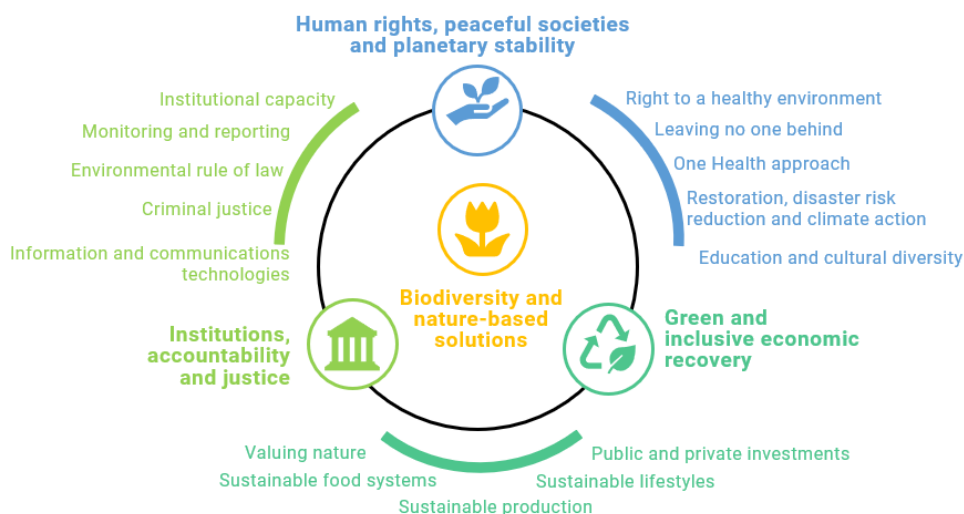 Human rights, peaceful societies
and planetary stability
Institutional capacity
Monitoring and reporting
Environmental rule of law
Criminal justice
Information and communications
technologies
Right to a healthy environment
Leaving no one behind
One Health approach
Restoration, disaster risk
reduction and climate action
Education and cultural diversity
Biodiversity and
nature-based
solutions
Institutions,
accountability
and justice
Green and
inclusive economic
recovery
Valuing nature
Sustainable food systems
Sustainable production
Sustainable lifestyles
Public and private investments